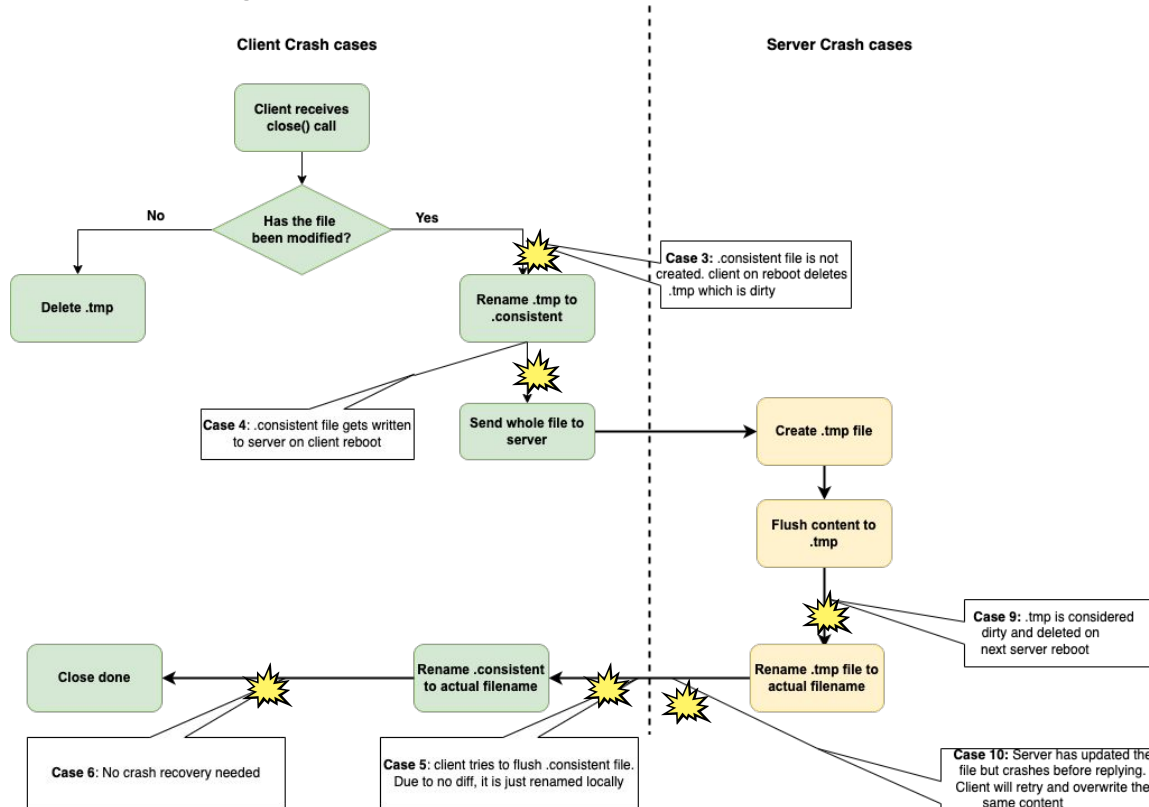 Client Crash cases
Server Crash cases
Client receives
close() call
Has the file
been modified?
No
Yes
Delete .tmp
Rename .tmp to
.consistent
Case 3: .consistent file is not
created. client on reboot deletes
.tmp which is dirty
Case 4: .consistent file gets written
to server on client reboot
Send whole file to
server
Create .tmp file
Flush content to
.tmp
Case 9: .tmp is considered
dirty and deleted on
next server reboot
Close done
Rename .consistent
to actual filename
Rename .tmp file to
actual filename
Case 6: No crash recovery needed
Case 5: client tries to flush .consistent file.
Due to no diff, it is just renamed locally
Case 10: Server has updated the
file but crashes before replying.
Client will retry and overwrite the
same content